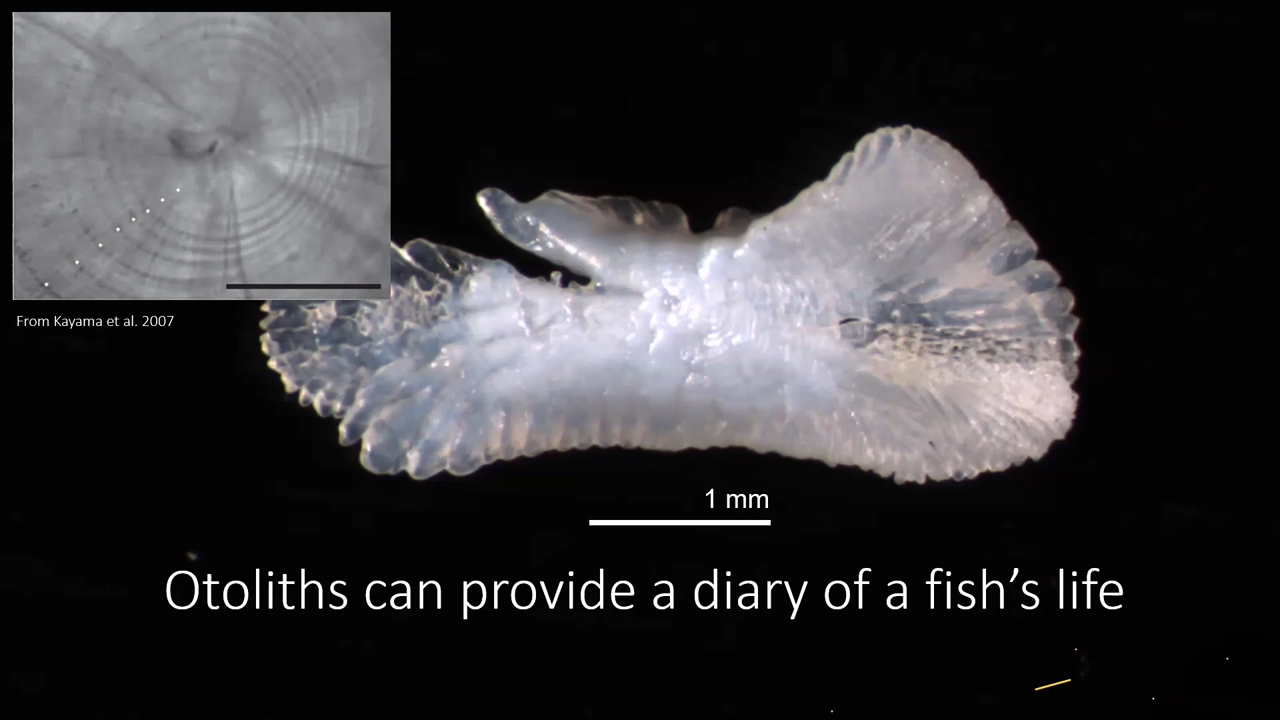 From Kayama et al. 2007
1 mm
Otoliths can provide a diary of a fish’s life